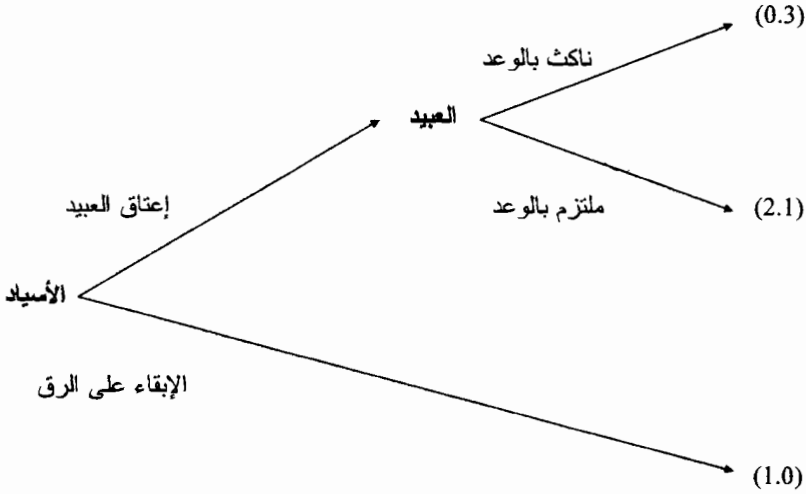 (0.3)
ناكث بالوعد
العبيد
إعتاق العبيد
ملتزم بالوعد
(2.1)
الأسياد
الإبقاء على الرق
(1.0)